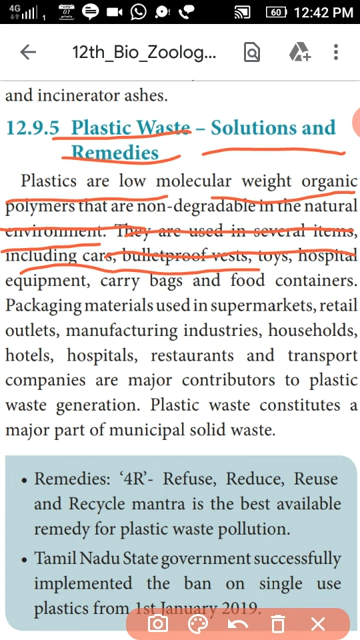 4G
1
60
12:42 PM
12th_Bio_Zoolog...
and incinerator ashes.
12.9.5 Plastic Waste – Solutions and
Remedies
Plastics are low molecular weight organic
polymers that are non-degradable in the natural
environment. They are used in several items,
including cars, bulletproof vests, toys, hospital
equipment, carry bags and food containers.
Packaging materials used in supermarkets, retail
outlets, manufacturing industries, households,
hotels, hospitals, restaurants and transport
companies are major contributors to plastic
waste generation. Plastic waste constitutes a
major part of municipal solid waste.
• Remedies: ‘4R’- Refuse, Reduce, Reuse
and Recycle mantra is the best available
remedy for plastic waste pollution.
• Tamil Nadu State government successfully
implemented the ban on single use
plastics from 1st January 2019.